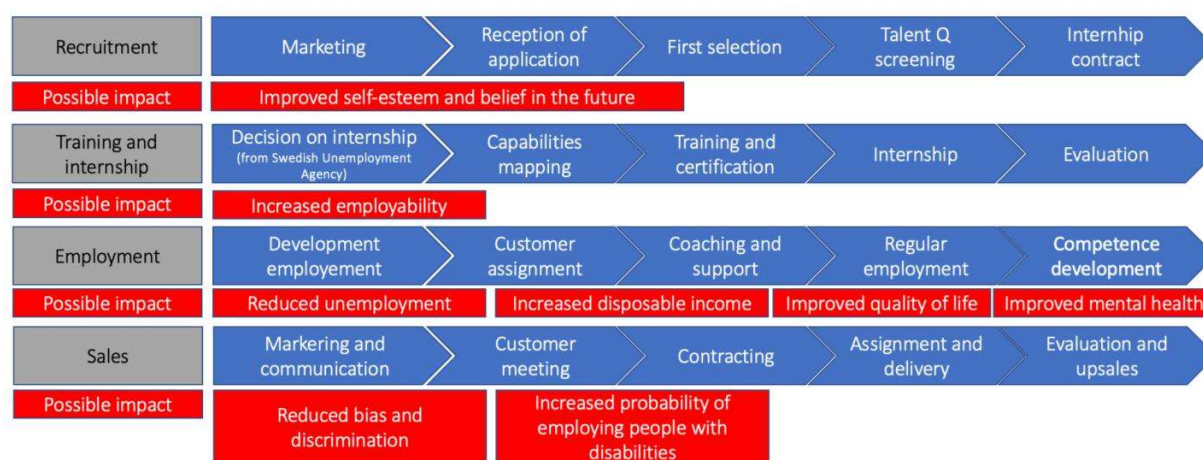 Recruitment
Marketing
Reception of
application
First selection
Talent Q
screening
Internhip
contract
Possible impact
Improved self-esteem and belief in the future
Training and
internship
Decision on internship
(from Swedish Unemployment
Agency)
Capabilities
mapping
Training and
certification
Internship
Evaluation
Possible impact
Increased employability
Employment
Development
employement
Customer
assignment
Coaching and
support
Regular
employment
Competence
development
Possible impact
Reduced unemployment
Increased disposable income
Improved quality of life
Improved mental health
Sales
Markering and
communication
Customer
meeting
Contracting
Assignment and
delivery
Evaluation and
upsales
Possible impact
Reduced bias and
discrimination
Increased probability of
employing people with
disabilities